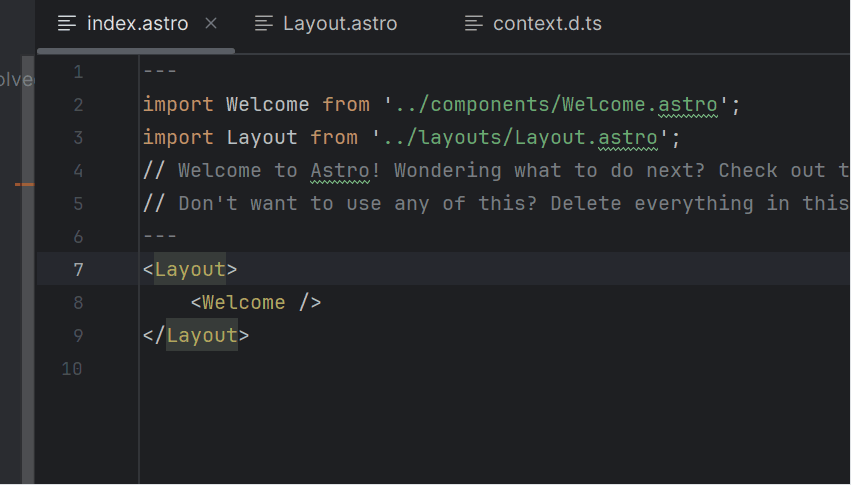 index.astro Layout.astro context.d.ts
olved
1 ---
2 import Welcome from '../components/Welcome.astro';
3 import Layout from '../layouts/Layout.astro';
4 // Welcome to Astro! Wondering what to do next? Check out t
5 // Don't want to use any of this? Delete everything in this
6 ---
7 <Layout>
8 <Welcome />
9 </Layout>
10